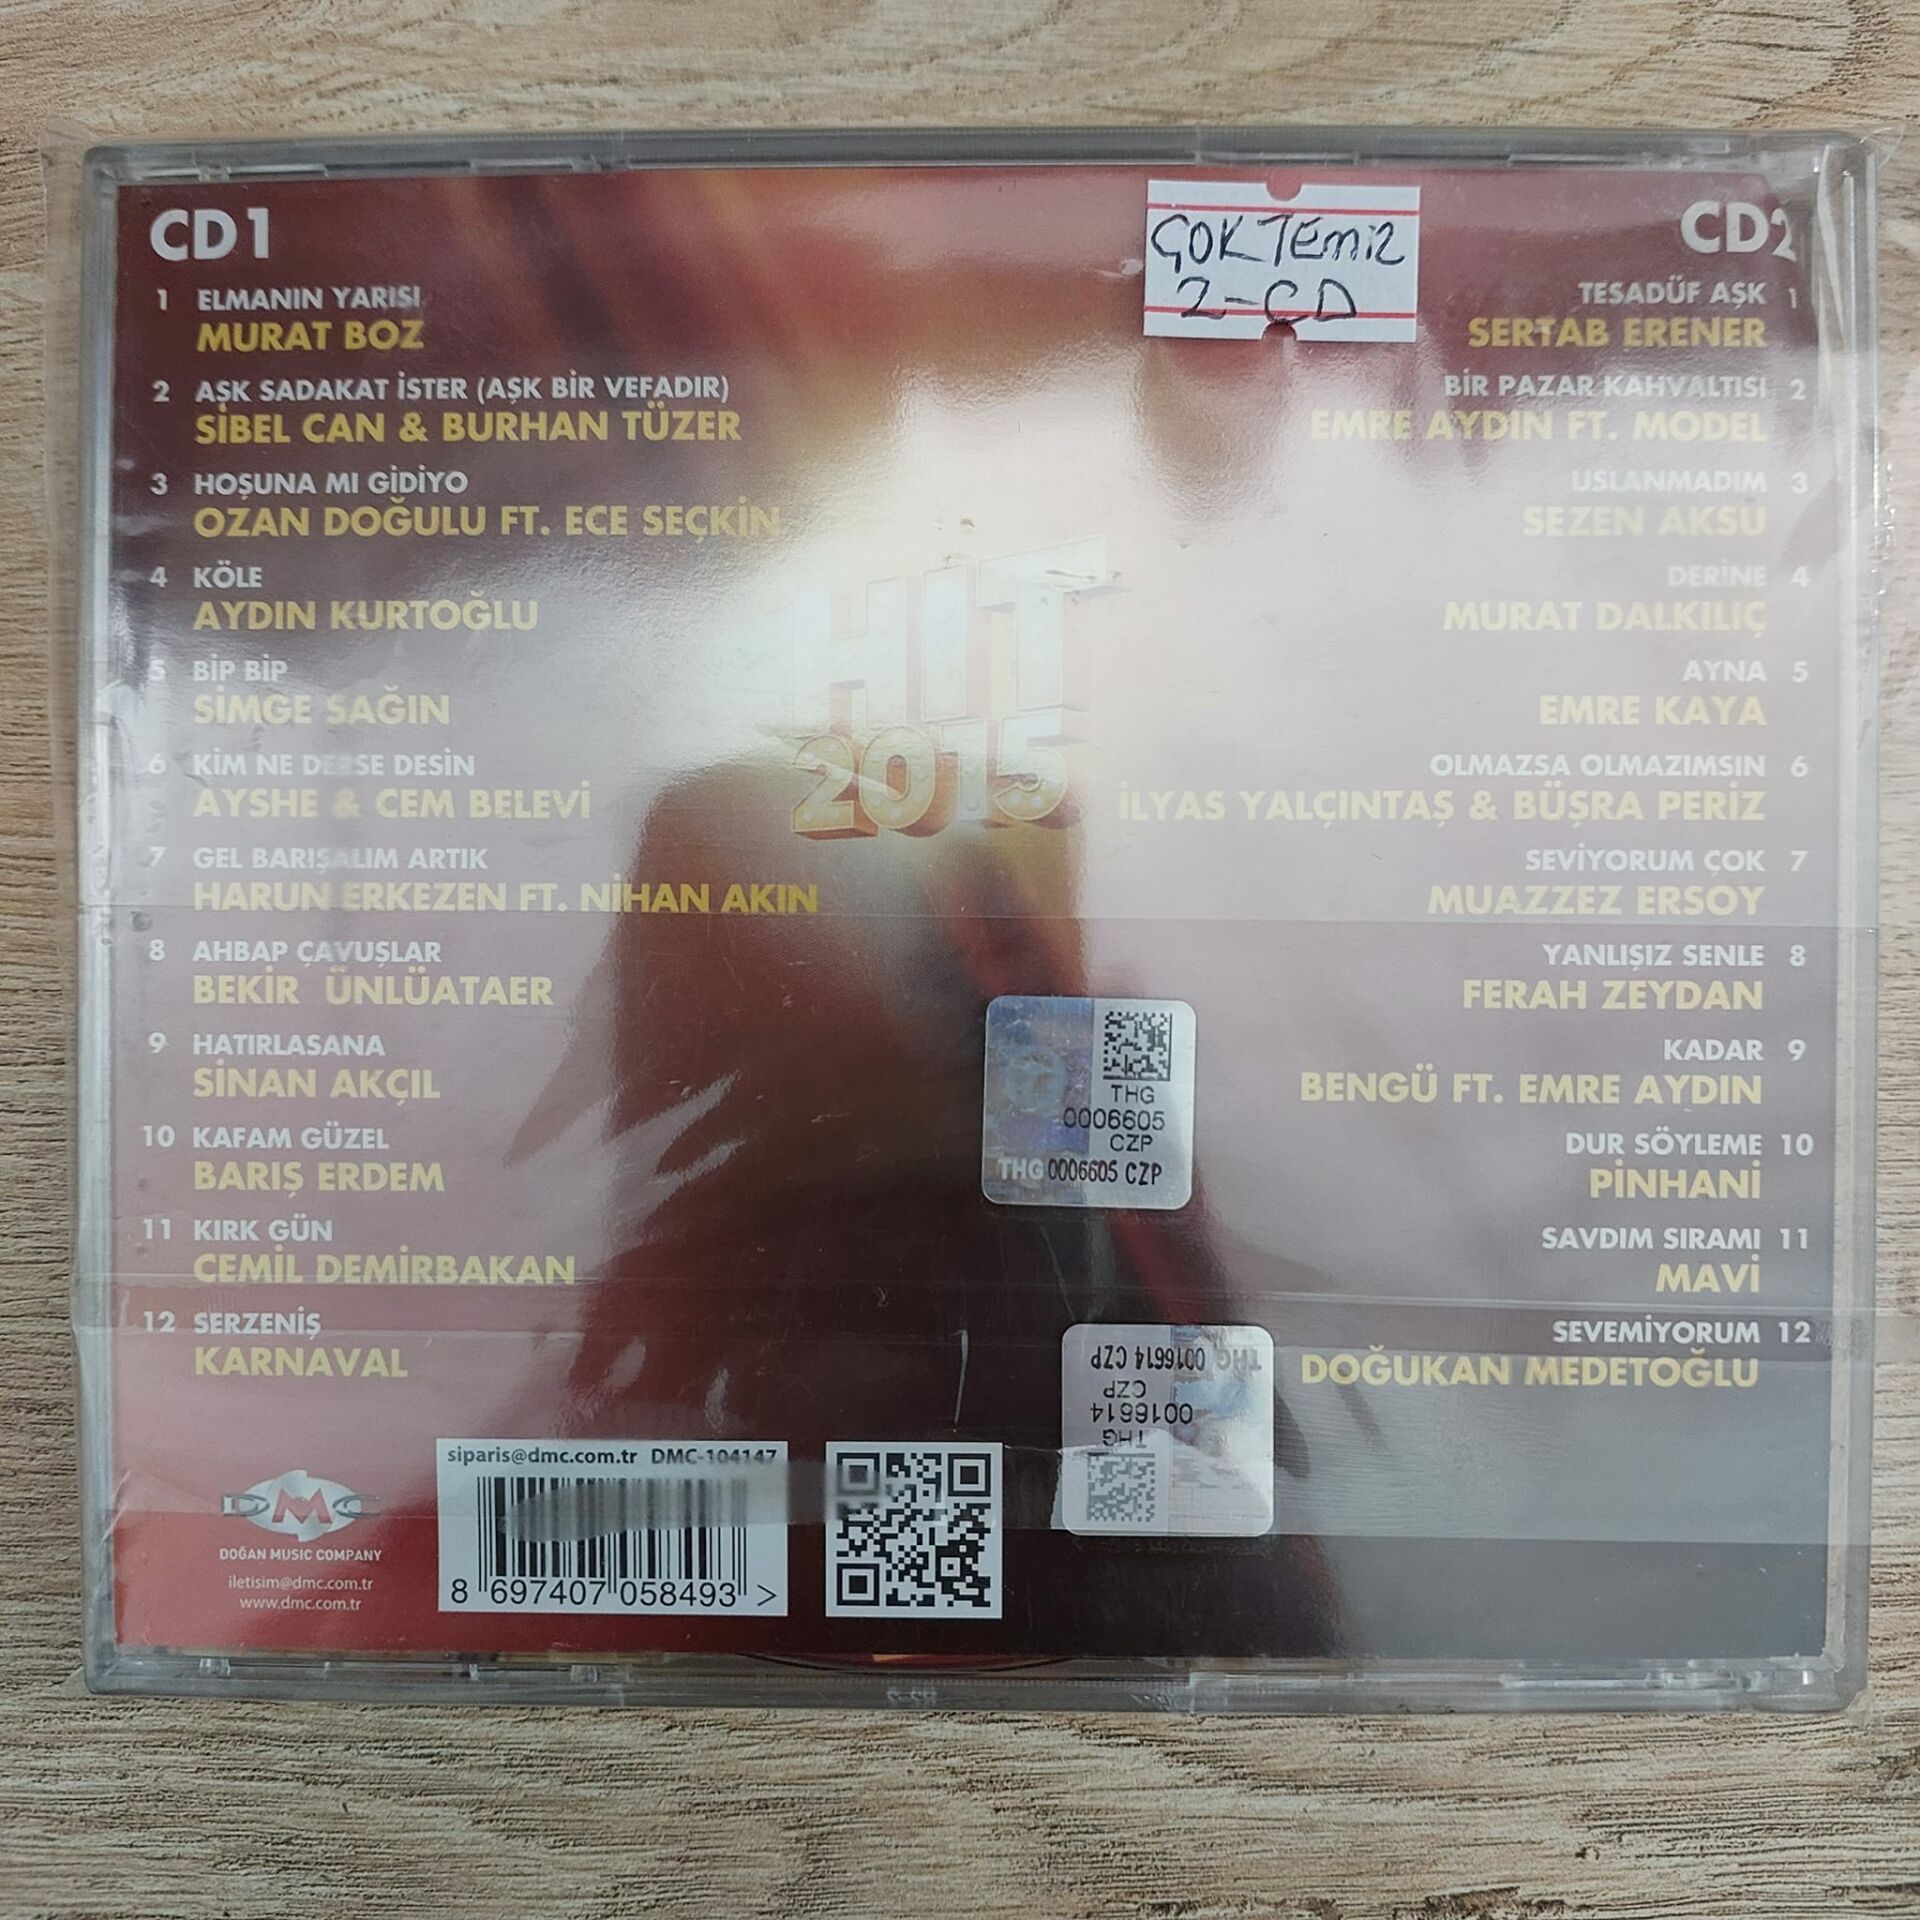 CD1
1 ELMANIN YARISI
MURAT BOZ
2 AŞK SADAKAT İSTER (AŞK BİR VEFADIR)
SİBEL CAN & BURHAN TÜZER
3 HOŞUNA MI GİDİYO
OZAN DOĞULU FT. ECE SEÇKİN
4 KÖLE
AYDIN KURTOĞLU
5 BİP BİP
SİMGE SAĞIN
6 KİM NE DERSE DESİN
AYSHE & CEM BELEVİ
7 GEL BARIŞALIM ARTIK
HARUN ERKEZEN FT. NİHAN AKIN
8 AHBAP ÇAVUŞLAR
BEKİR ÜNLÜATAER
9 HATIRLASANA
SİNAN AKÇIL
10 KAFAM GÜZEL
BARIŞ ERDEM
11 KIRK GÜN
CEMİL DEMİRBAKAN
12 SERZENİŞ
KARNAVAL
ÇOK TEMİZ
2-CD
HİT
2015
CD2
TESADÜF AŞK 1
SERTAB ERENER
BİR PAZAR KAHVALTISI 2
EMRE AYDIN FT. MODEL
USLANMADIM 3
SEZEN AKSU
DERİNE 4
MURAT DALKILIÇ
AYNA 5
EMRE KAYA
OLMAZSA OLMAZIMSIN 6
İLYAS YALÇINTAŞ & BÜŞRA PERİZ
SEVİYORUM ÇOK 7
MUAZZEZ ERSOY
YANLIŞIZ SENLE 8
FERAH ZEYDAN
KADAR 9
BENGÜ FT. EMRE AYDIN
DUR SÖYLEME 10
PİNHANİ
SAVDIM SIRAMI 11
MAVİ
SEVEMİYORUM 12
DOĞUKAN MEDETOĞLU
THG
0006605
CZP
THG 0006605 CZP
THG 0016614 CZP
CZP
0016614
THG
DMC
DOĞAN MUSIC COMPANY
iletisim@dmc.com.tr
www.dmc.com.tr
siparis@dmc.com.tr DMC-104147
8 697407 058493 >